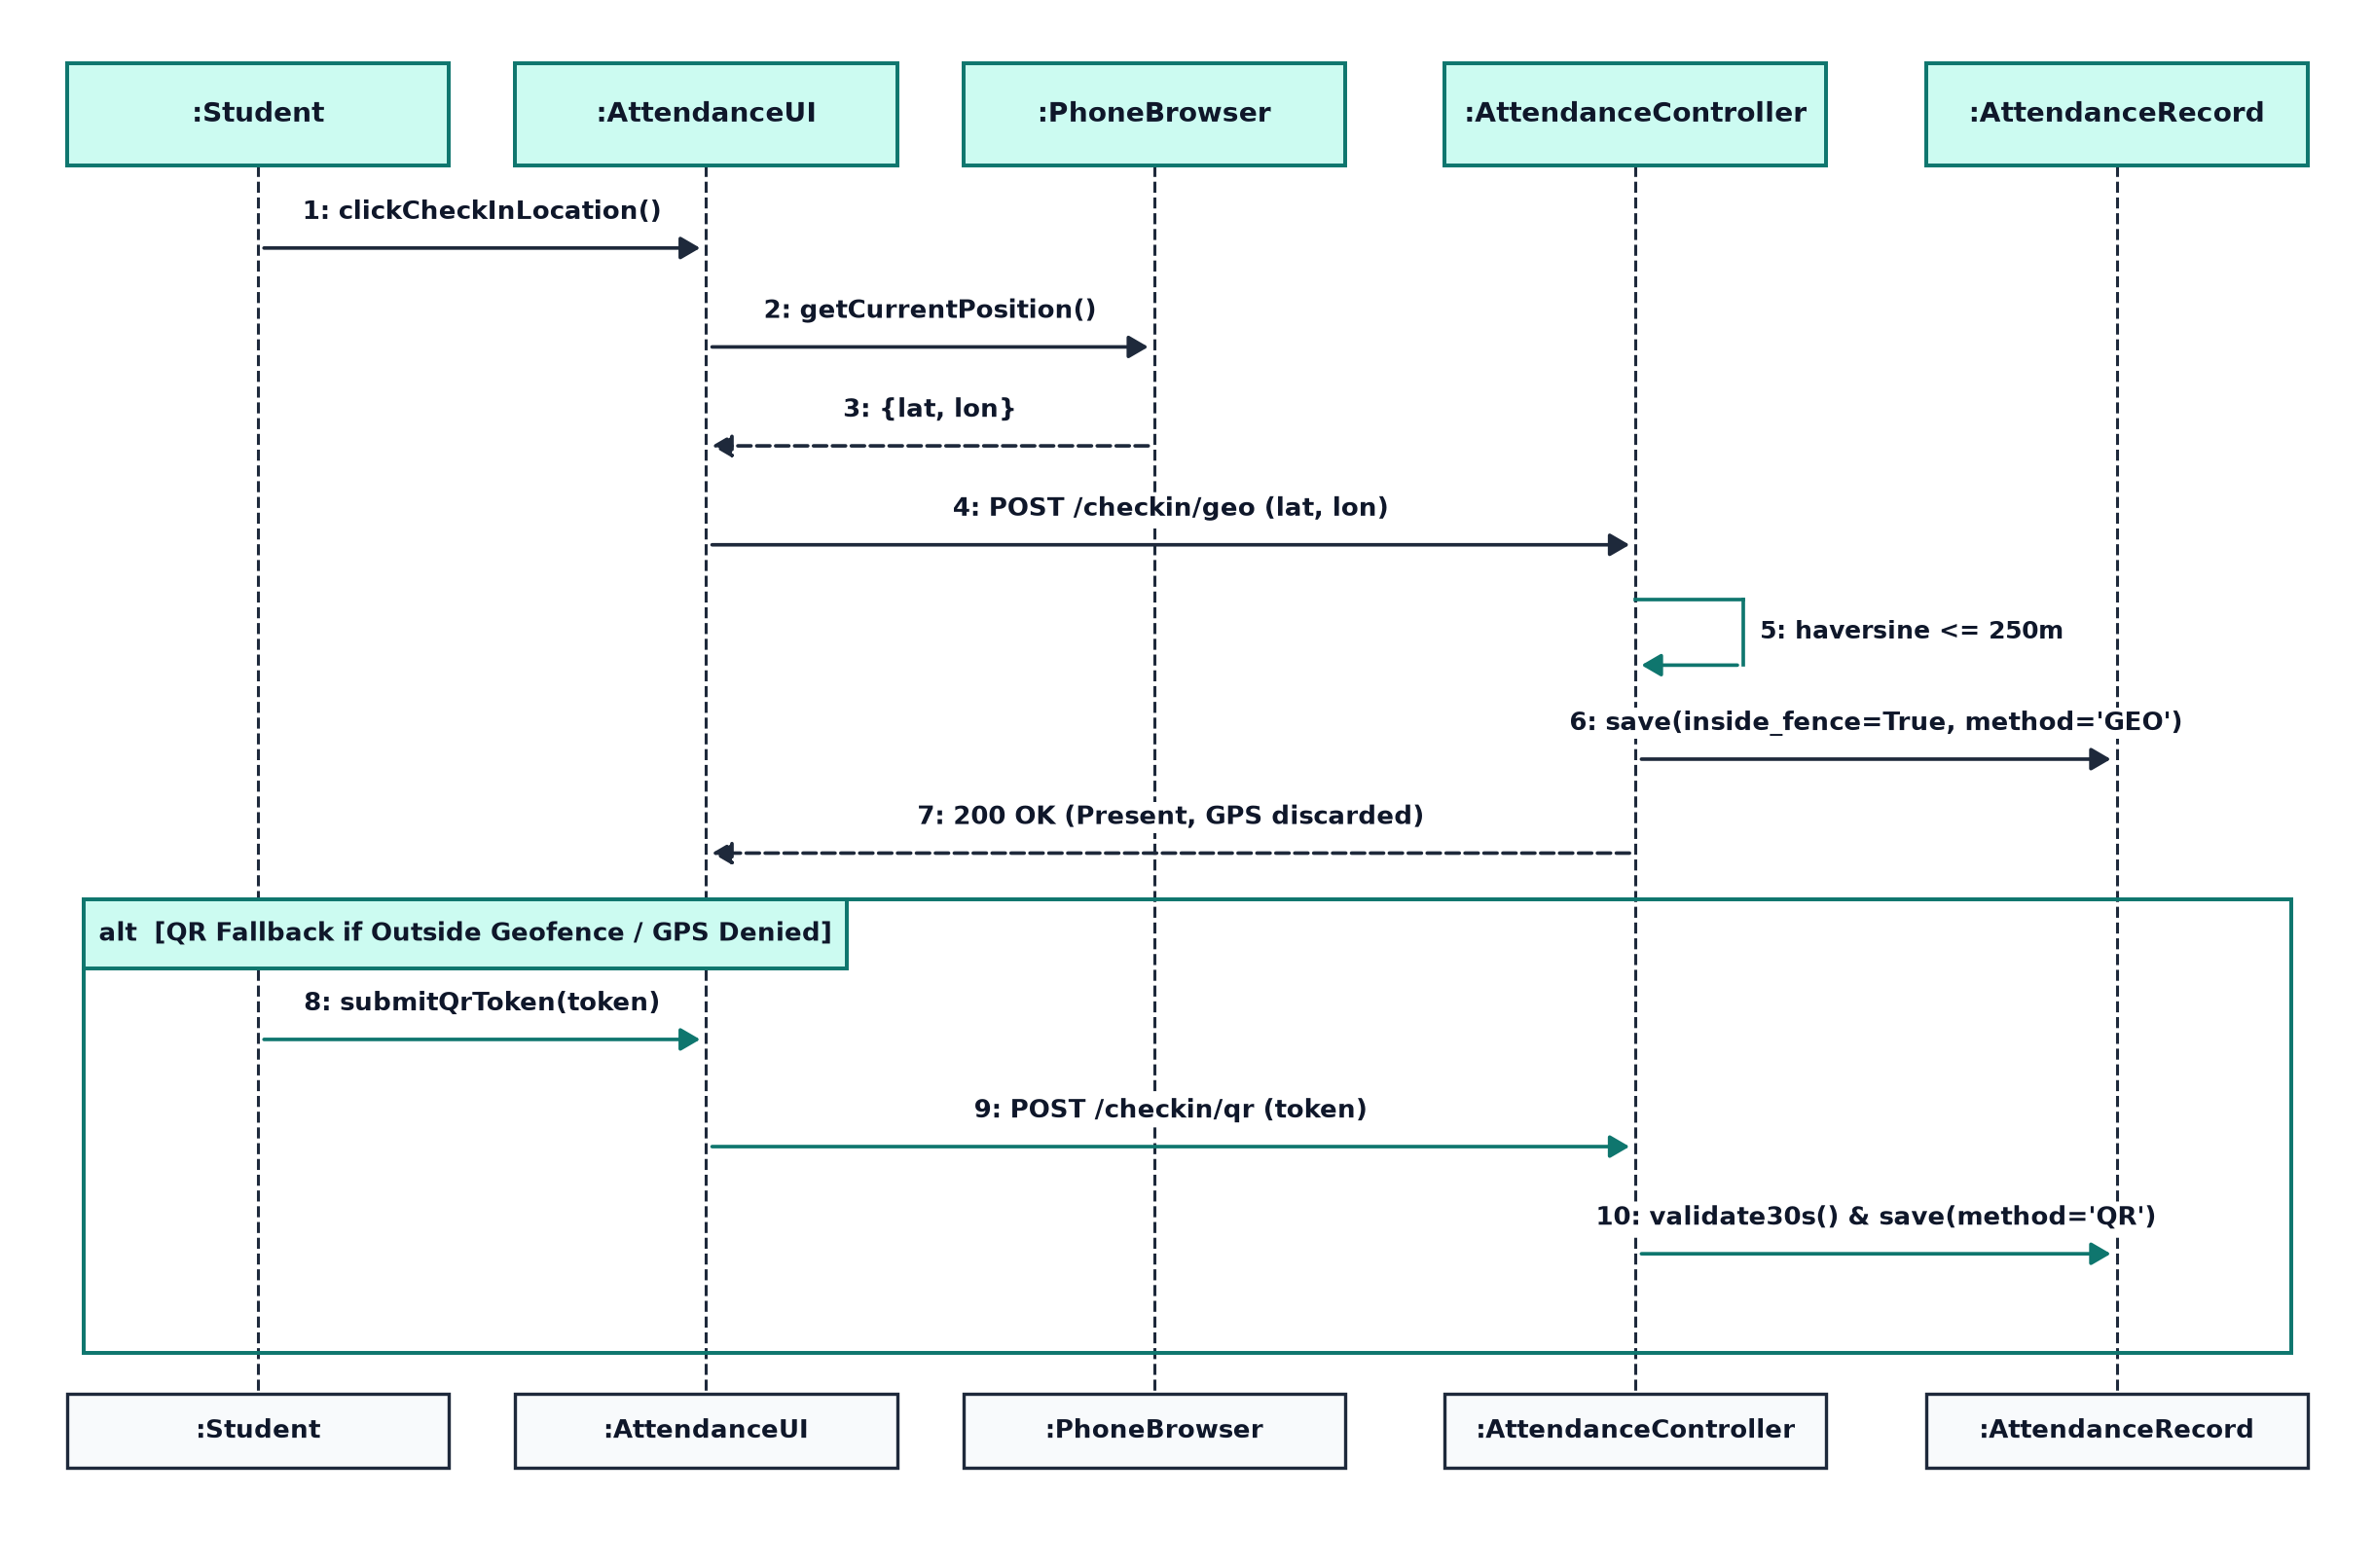 :Student
:AttendanceUI
:PhoneBrowser
:AttendanceController
:AttendanceRecord
1: clickCheckInLocation()
2: getCurrentPosition()
3: {lat, lon}
4: POST /checkin/geo (lat, lon)
5: haversine <= 250m
6: save(inside_fence=True, method='GEO')
7: 200 OK (Present, GPS discarded)
alt  [QR Fallback if Outside Geofence / GPS Denied]
8: submitQrToken(token)
9: POST /checkin/qr (token)
10: validate30s() & save(method='QR')
:Student
:AttendanceUI
:PhoneBrowser
:AttendanceController
:AttendanceRecord